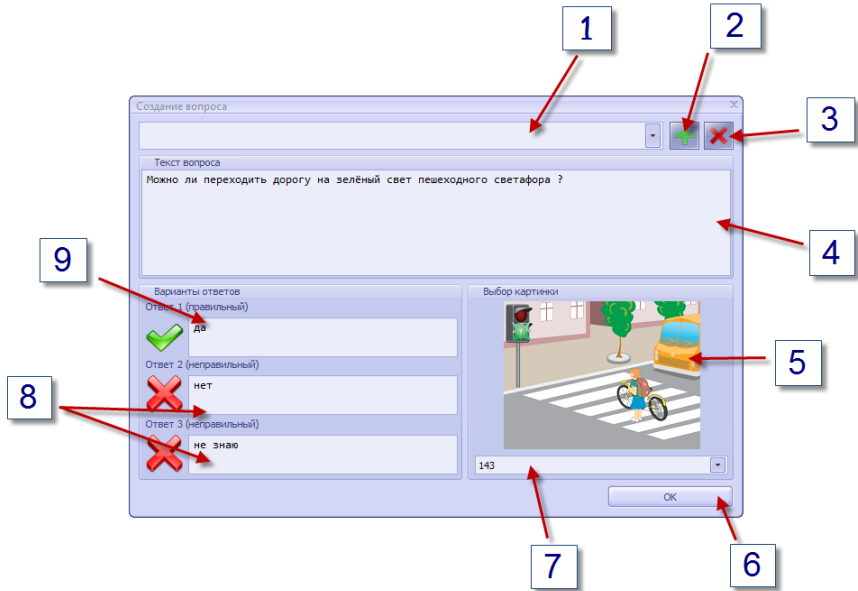 1
2
Создание вопроса
3
Текст вопроса
Можно ли переходить дорогу на зелёный свет пешеходного светафора ?
4
9
Варианты ответов
Выбор картинки
Ответ 1 (правильный)
да
5
Ответ 2 (неправильный)
нет
8
Ответ 3 (неправильный)
не знаю
143
OK
7
6